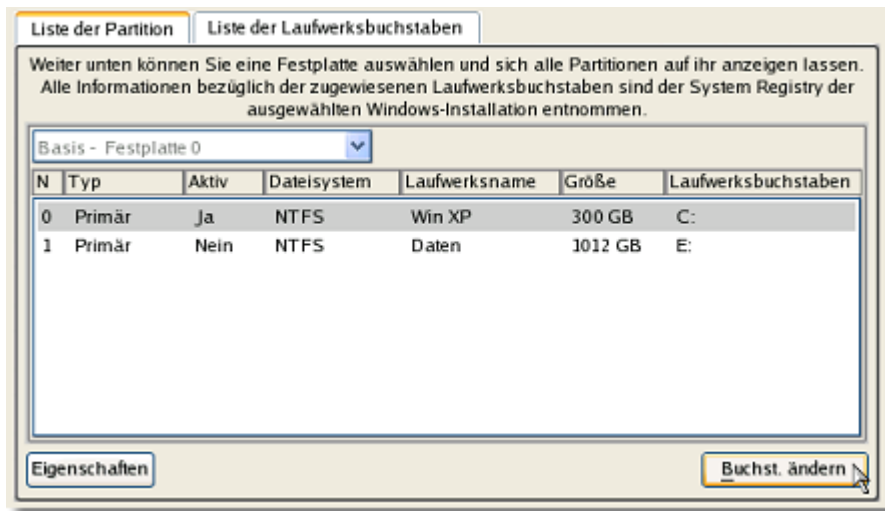 Liste der Partition Liste der Laufwerksbuchstaben
Weiter unten können Sie eine Festplatte auswählen und sich alle Partitionen auf ihr anzeigen lassen.
Alle Informationen bezüglich der zugewiesenen Laufwerksbuchstaben sind der System Registry der
ausgewählten Windows-Installation entnommen.
Basis - Festplatte 0
N Typ Aktiv Dateisystem Laufwerksname Größe Laufwerksbuchstaben
0 Primär Ja NTFS Win XP 300 GB C:
1 Primär Nein NTFS Daten 1012 GB E:
Eigenschaften Buchst. ändern